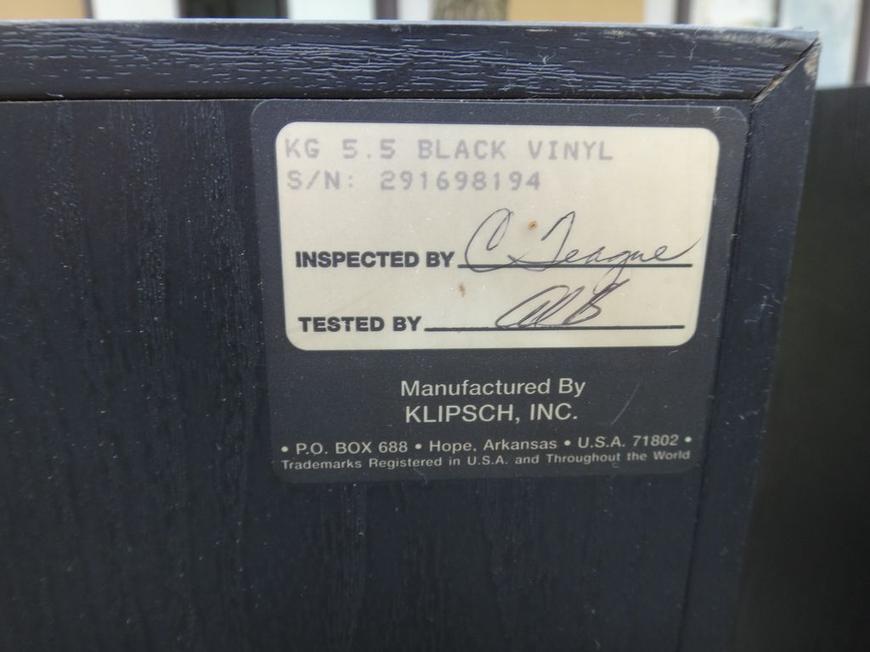 KG 5.5 BLACK VINYL
S/N: 291698194
INSPECTED BY C Teague
TESTED BY
Manufactured By
KLIPSCH, INC.
• P.O. BOX 688 • Hope, Arkansas • U.S.A. 71802 •
Trademarks Registered in U.S.A. and Throughout the World